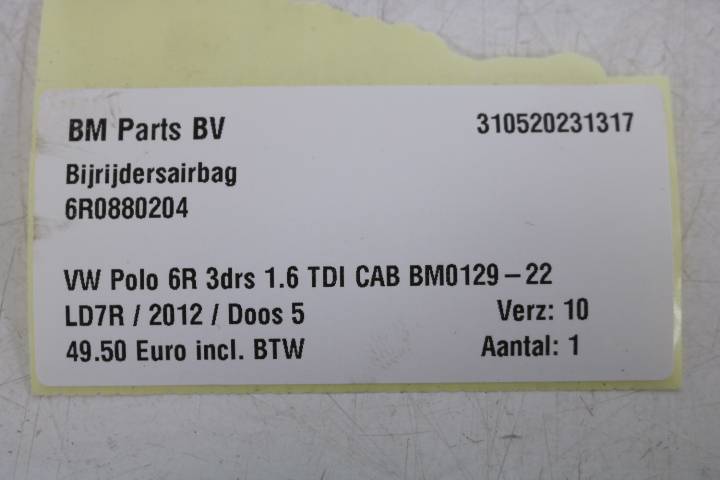 BM Parts BV 310520231317
Bijrijdersairbag
6R0880204
VW Polo 6R 3drs 1.6 TDI CAB BM0129-22
LD7R / 2012 / Doos 5 Verz: 10
49.50 Euro incl. BTW Aantal: 1